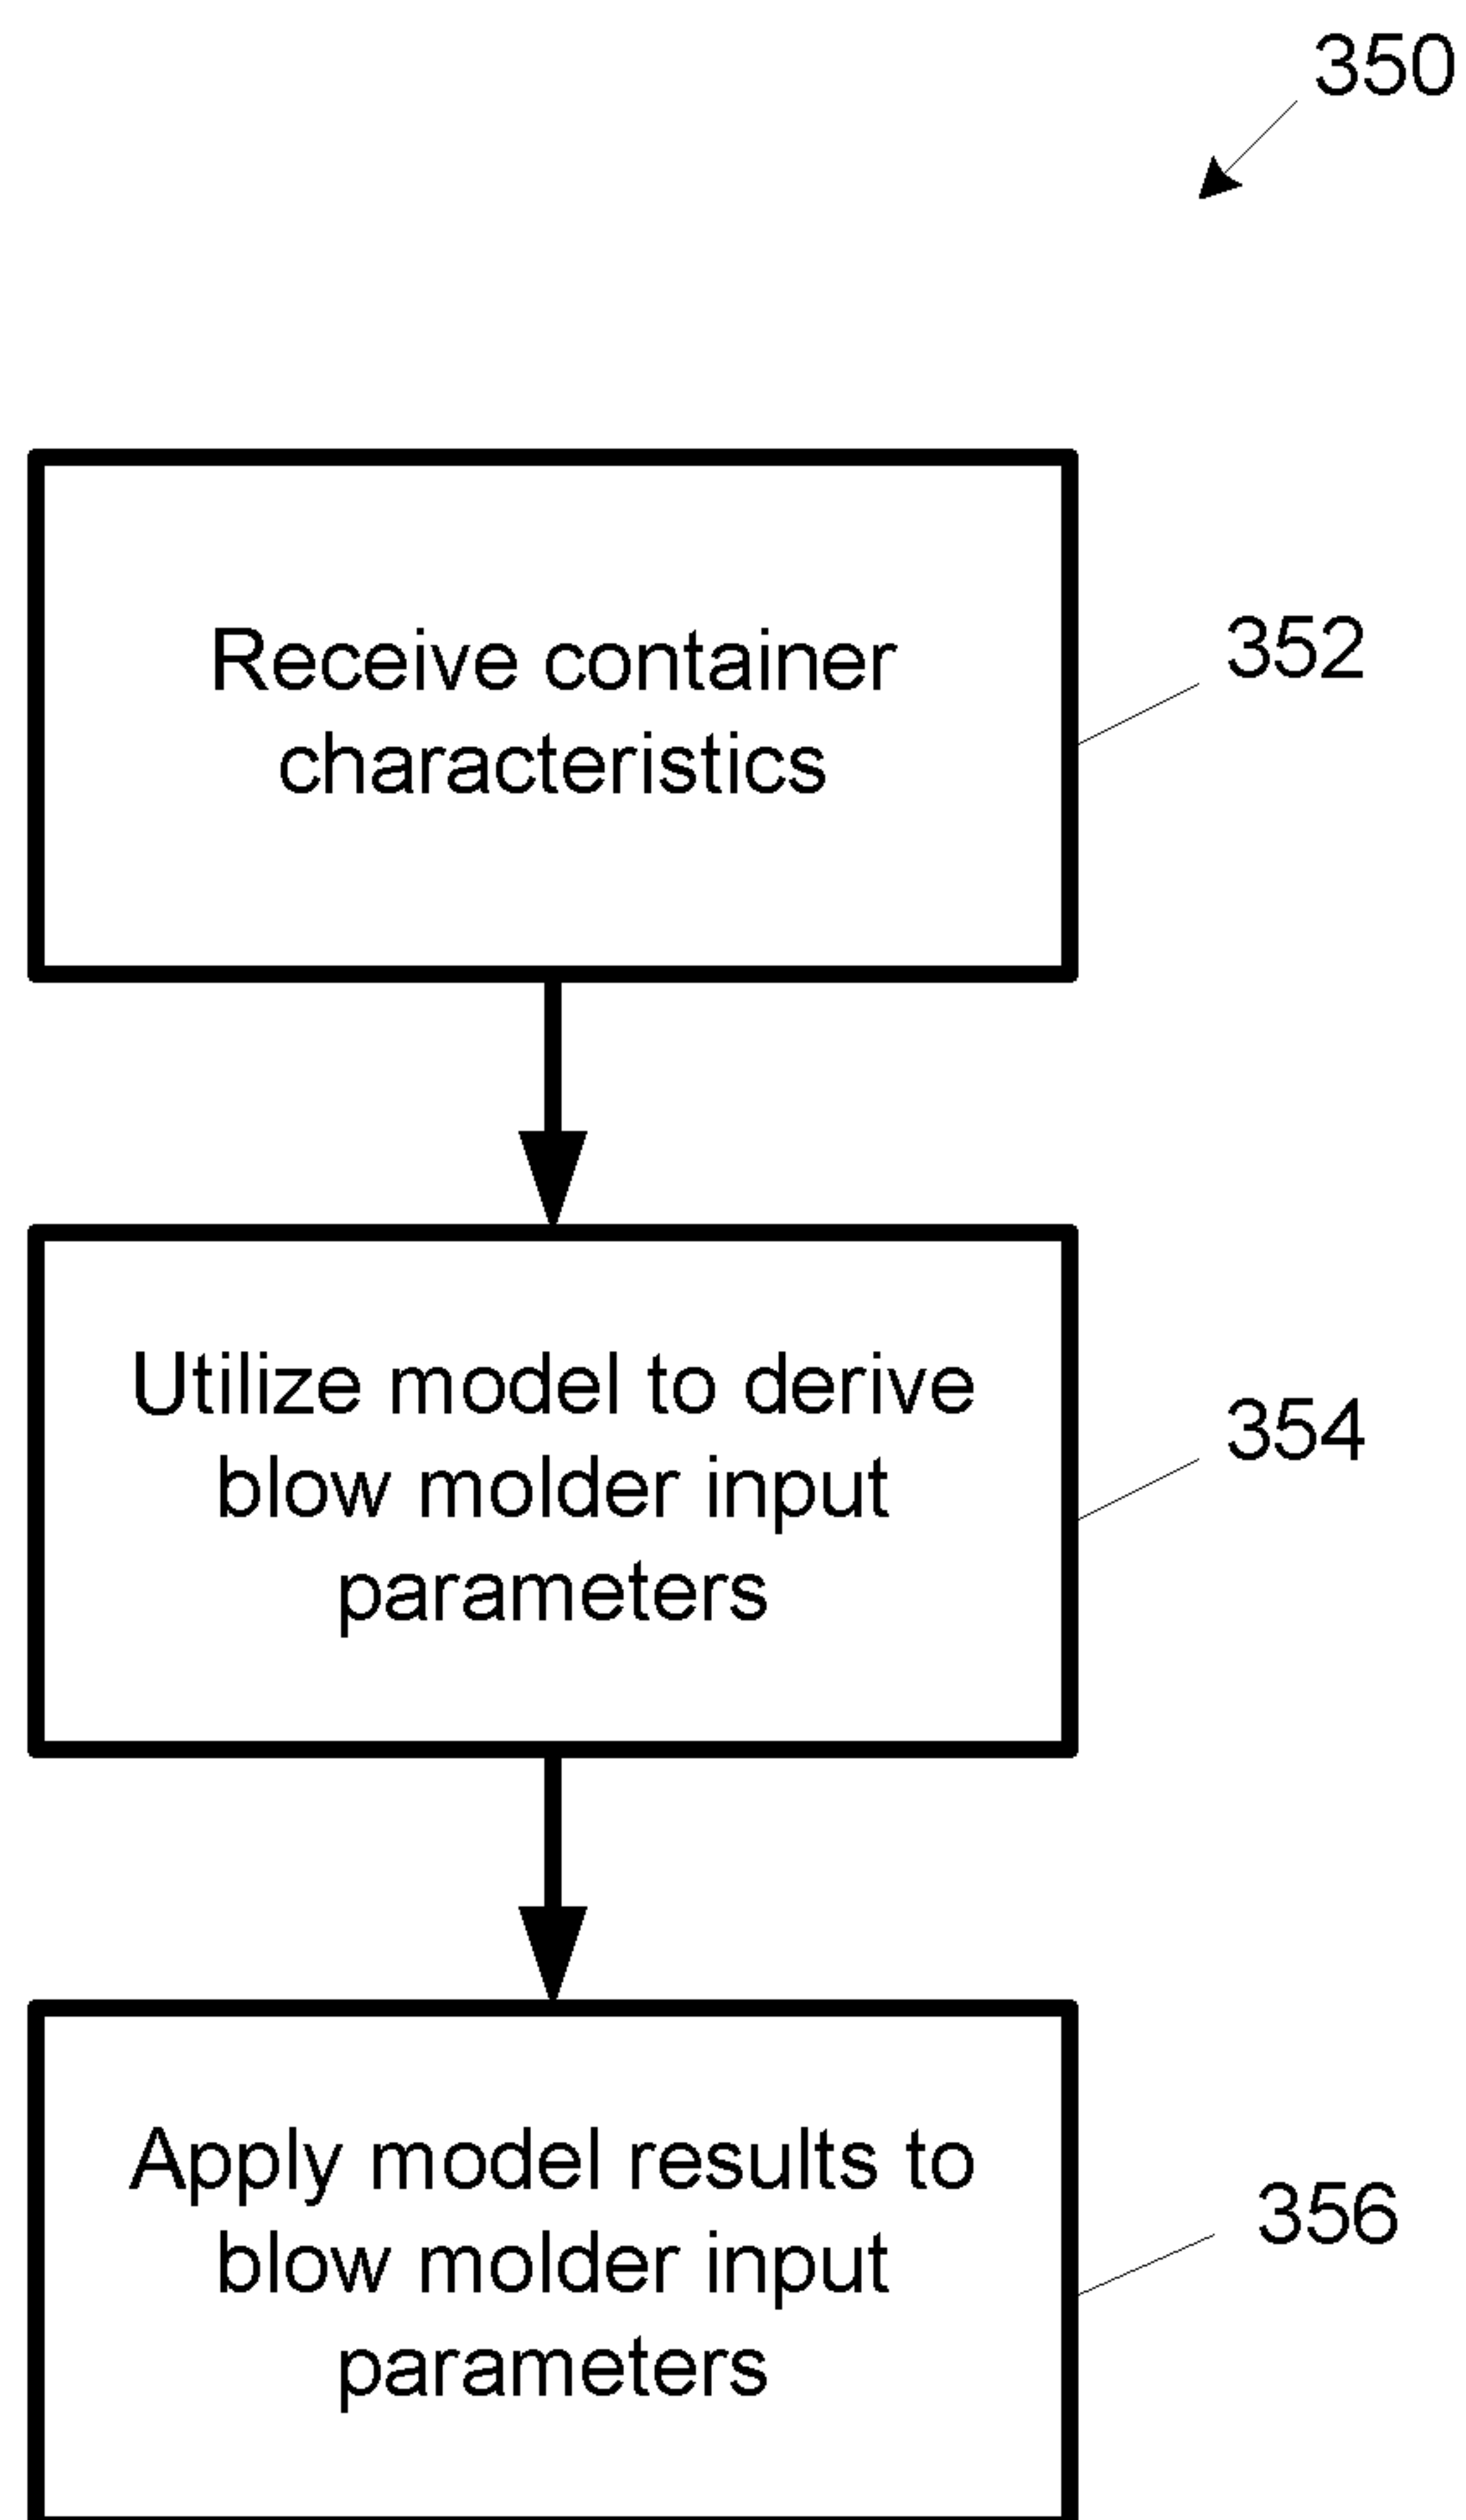 350
Receive container
characteristics
352
Utilize model to derive
blow molder input
parameters
354
Apply model results to
blow molder input
parameters
356